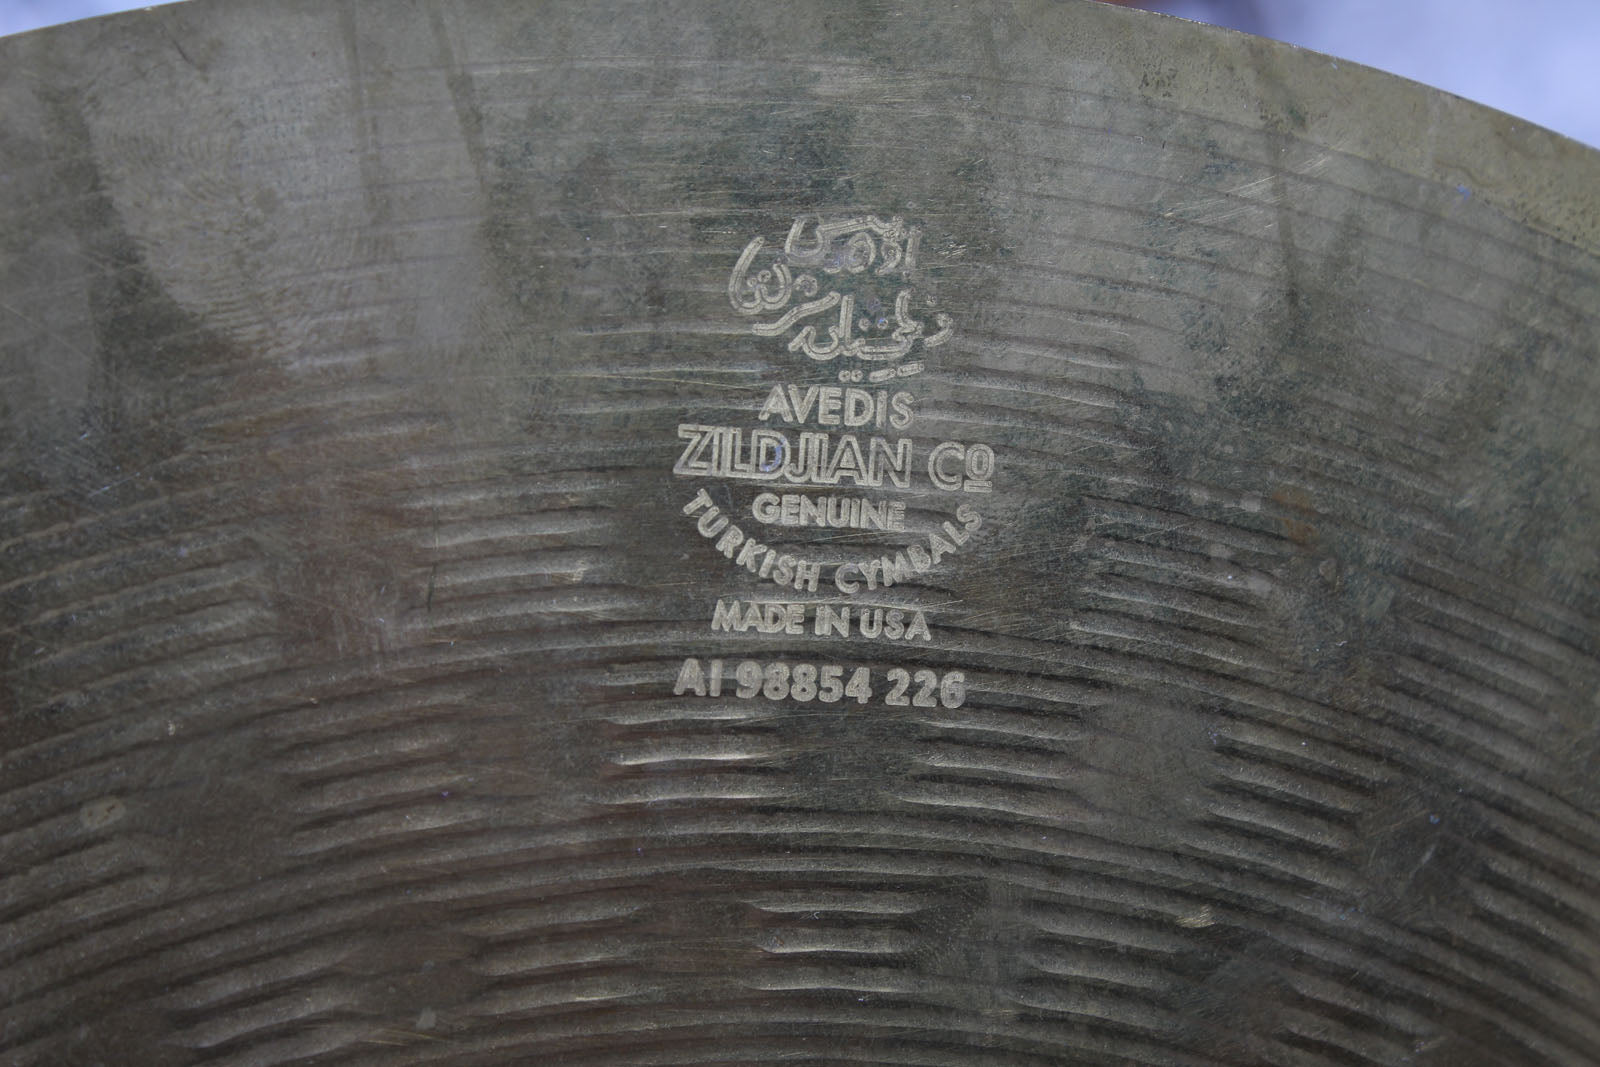 AVEDIS
ZILDJIAN Cº
GENUINE
TURKISH CYMBALS
MADE IN USA
AI 98854 226